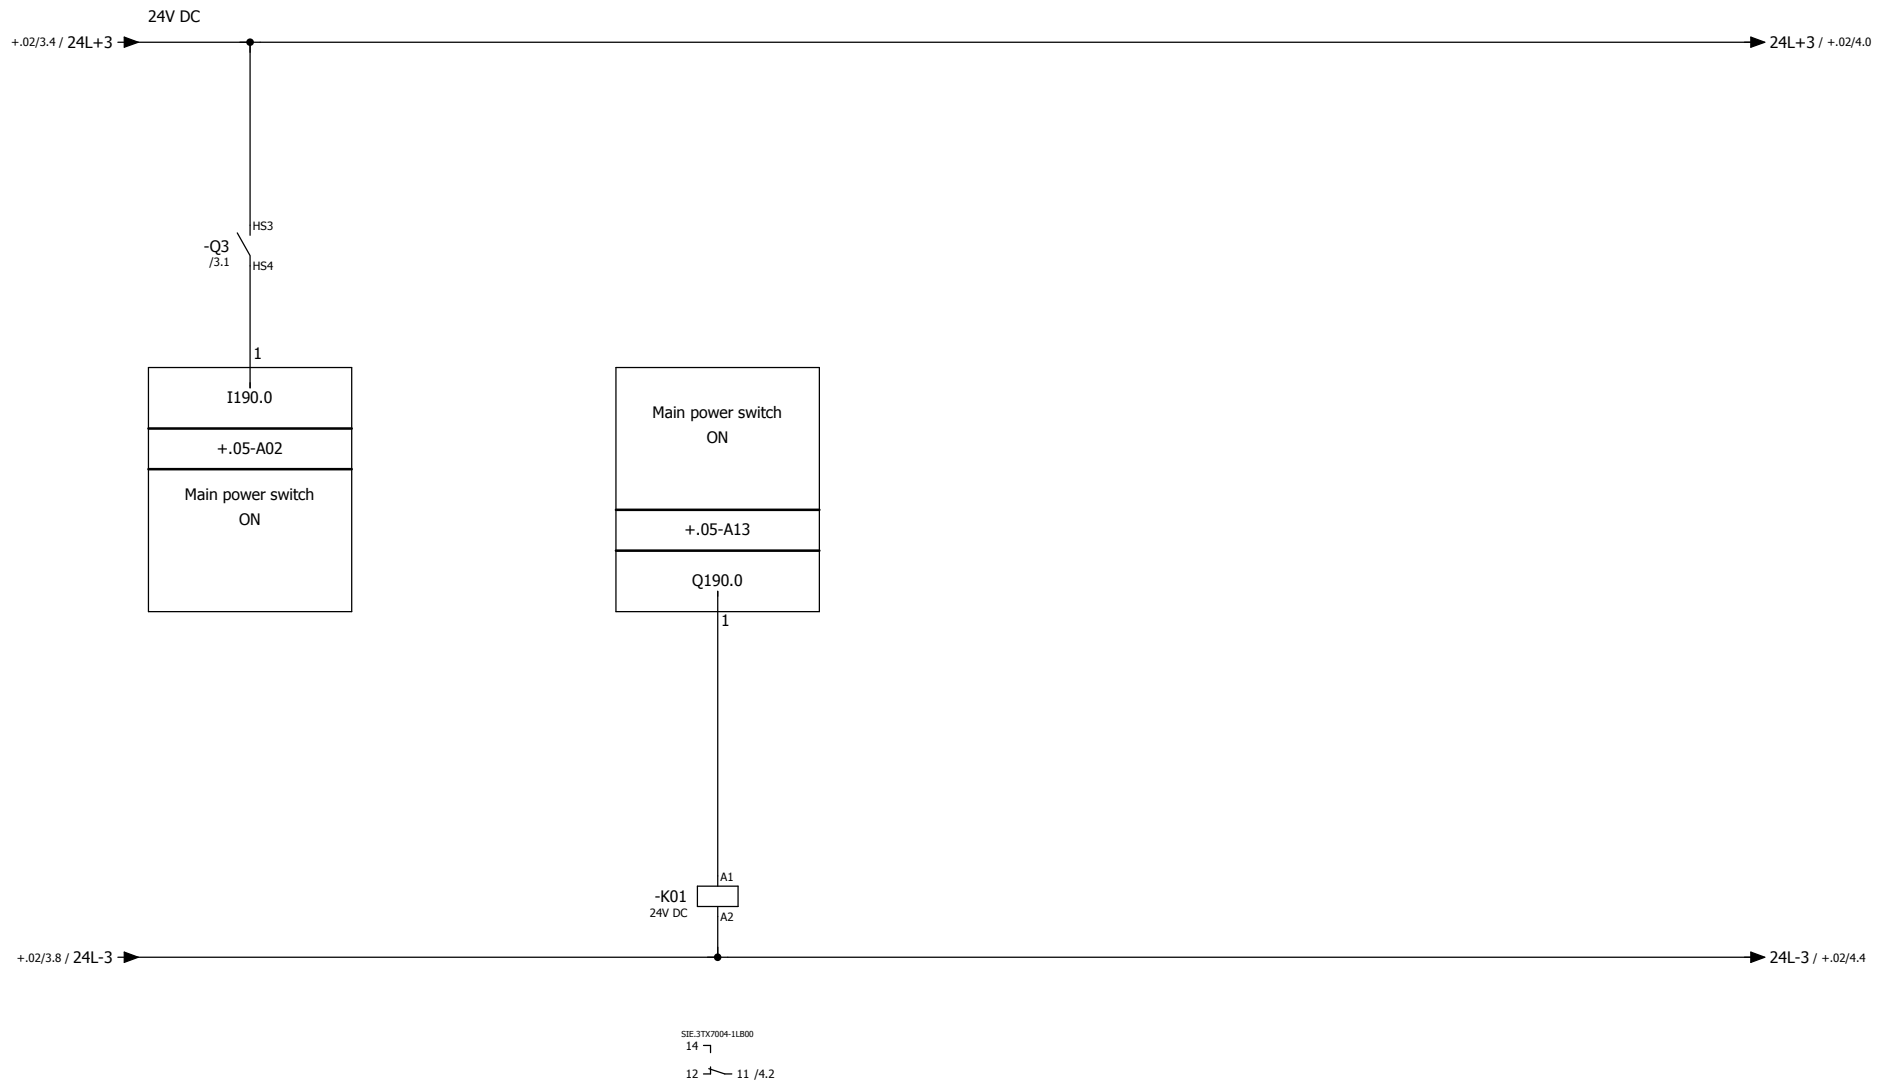 24V DC
+.02/3.4 / 24L+3
24L+3 / +.02/4.0
HS3
-Q3
/3.1
HS4
1
I190.0
+.05-A02
Main power switch
ON
Main power switch
ON
+.05-A13
Q190.0
1
A1
-K01
24V DC
A2
+.02/3.8 / 24L-3
24L-3 / +.02/4.4
SIE.3TX7004-1LB00
14
12 11 /4.2